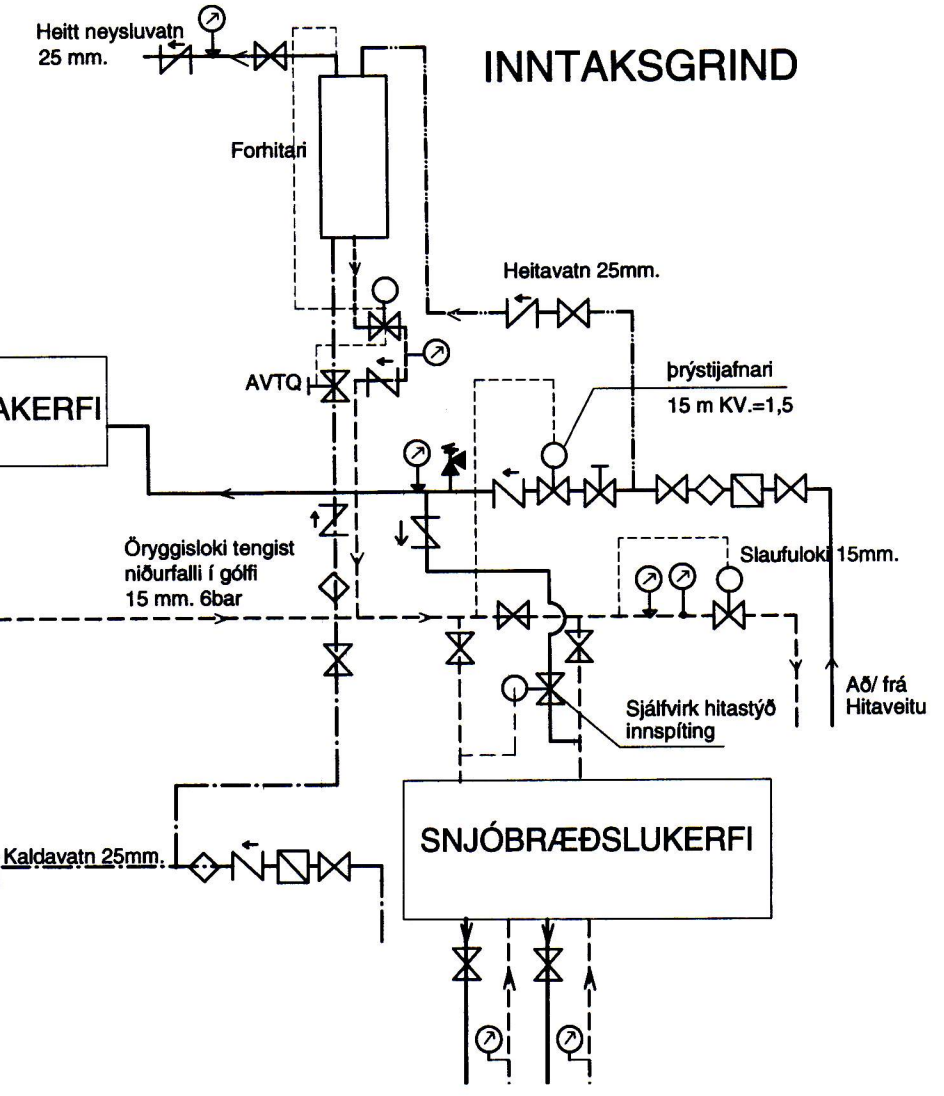 Heitt neysluvatn
25 mm.
INNTAKSGRIND
Forhitari
Heitavatn 25mm.
AVTQ
þrýstijafnari
15 m KV.=1,5
AKERFI
Öryggisloki tengist
niðurfalli í gólfi
15 mm. 6bar
Slaufuloki 15mm.
Að/ frá
Hitaveitu
Sjálfvirk hitastýð
innspíting
SNJÓBRÆÐSLUKERFI
Kaldavatn 25mm.